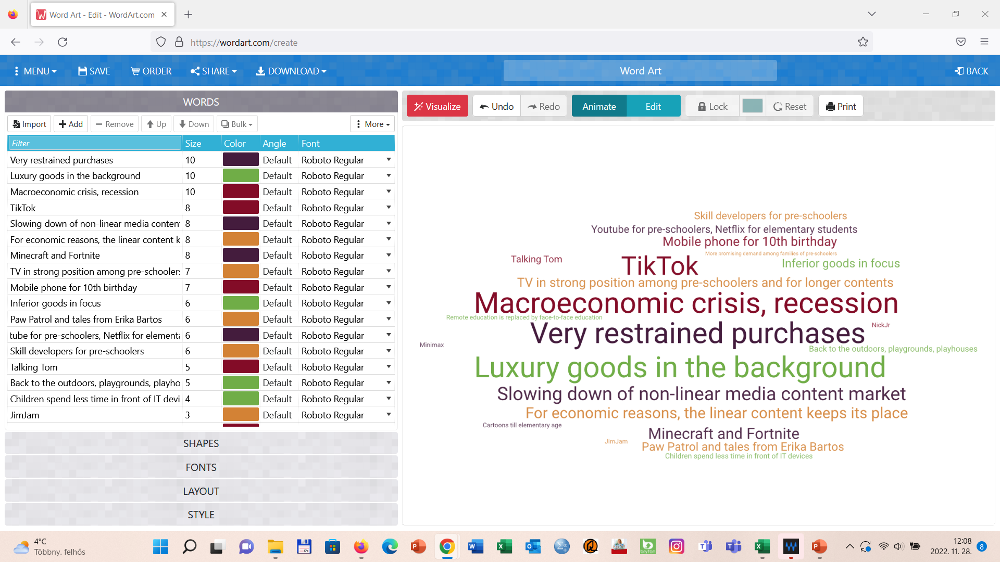 Word Art - Edit - WordArt.com
https://wordart.com/create
MENU
SAVE
ORDER
SHARE
DOWNLOAD
Word Art
BACK
WORDS
Import
Add
Remove
Up
Down
Bulk
More
Filter Size Color Angle Font
Very restrained purchases 10 Default Roboto Regular
Luxury goods in the background 10 Default Roboto Regular
Macroeconomic crisis, recession 10 Default Roboto Regular
TikTok 8 Default Roboto Regular
Slowing down of non-linear media conten 8 Default Roboto Regular
For economic reasons, the linear content k 8 Default Roboto Regular
Minecraft and Fortnite 8 Default Roboto Regular
TV in strong position among pre-schooler 7 Default Roboto Regular
Mobile phone for 10th birthday 7 Default Roboto Regular
Inferior goods in focus 6 Default Roboto Regular
Paw Patrol and tales from Erika Bartos 6 Default Roboto Regular
tube for pre-schoolers, Netflix for element 6 Default Roboto Regular
Skill developers for pre-schoolers 6 Default Roboto Regular
Talking Tom 5 Default Roboto Regular
Back to the outdoors, playgrounds, playho 5 Default Roboto Regular
Children spend less time in front of IT devi 4 Default Roboto Regular
JimJam 3 Default Roboto Regular
SHAPES
FONTS
LAYOUT
STYLE
Visualize
Undo
Redo
Animate
Edit
Lock
Reset
Print
Skill developers for pre-schoolers
Youtube for pre-schoolers, Netflix for elementary students
Mobile phone for 10th birthday
More promising demand among families of pre-schoolers
Talking Tom
TikTok
Inferior goods in focus
TV in strong position among pre-schoolers and for longer contents
Macroeconomic crisis, recession
Remote education is replaced by face-to-face education
NickJr
Very restrained purchases
Minimax
Back to the outdoors, playgrounds, playhouses
Luxury goods in the background
Slowing down of non-linear media content market
For economic reasons, the linear content keeps its place
Cartoons till elementary age
Minecraft and Fortnite
JimJam
Paw Patrol and tales from Erika Bartos
Children spend less time in front of IT devices
4°C
Többny. felhős
12:08
2022. 11. 28.
8